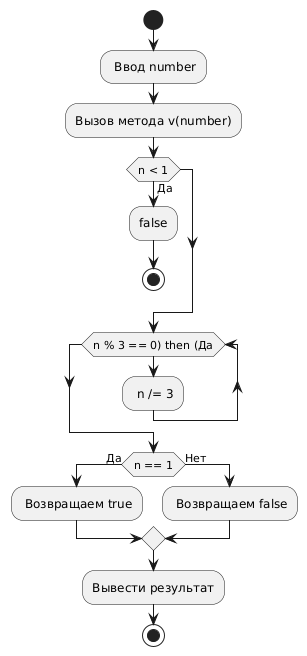 Ввод number
Вызов метода v(number)
n < 1
Да
false
n % 3 == 0) then (Да
n /= 3
Да
n == 1
Нет
Возвращаем true
Возвращаем false
Вывести результат